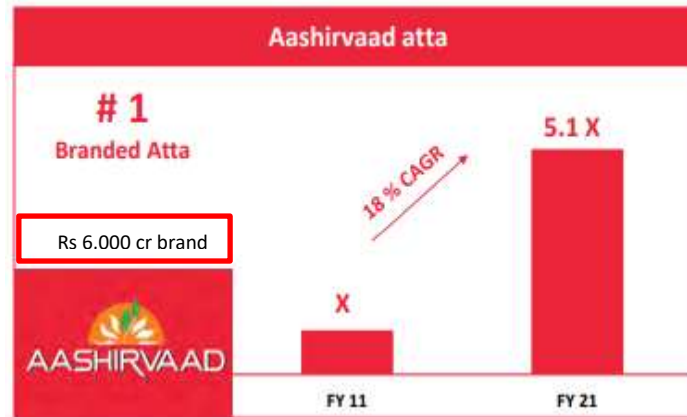 Aashirvaad atta
# 1
Branded Atta
Rs 6.000 cr brand
AASHIRVAAD
18 % CAGR
X
5.1 X
FY 11
FY 21